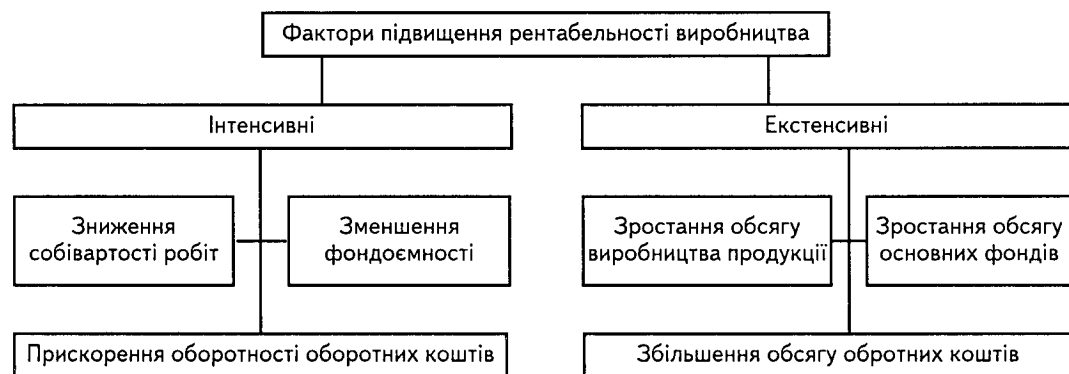 Фактори підвищення рентабельності виробництва
Інтенсивні
Екстенсивні
Зниження
собівартості робіт
Зменшення
фондоємності
Зростання обсягу
виробництва продукції
Зростання обсягу
основних фондів
Прискорення оборотності оборотних коштів
Збільшення обсягу обротних коштів